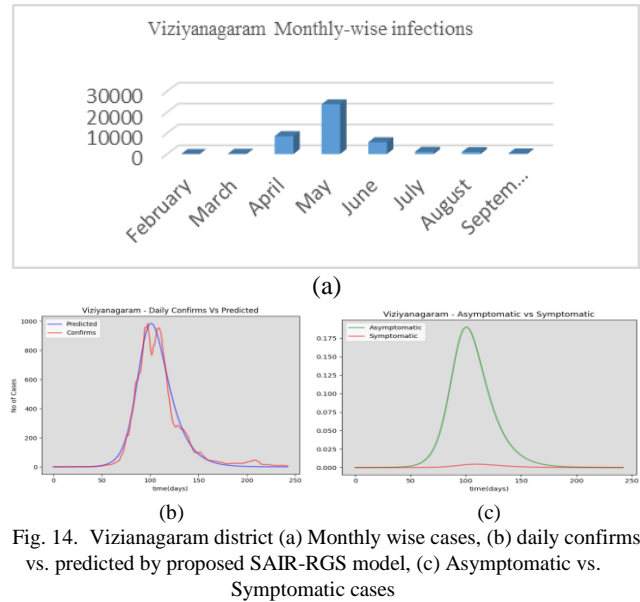 Viziyanagaram Monthly-wise infections
30000
20000
10000
0
February
March
April
May
June
July
August
Septem...
(a)
Viziyanagaram - Daily Confirms Vs Predicted
Predicted
Confirms
1000
800
600
400
200
0
No of Cases
0 50 100 150 200 250
time(days)
(b)
Viziyanagaram - Asymptomatic vs Symptomatic
Asymptomatic
Symptomatic
0.175
0.150
0.125
0.100
0.075
0.050
0.025
0.000
0 50 100 150 200 250
time(days)
(c)
Fig. 14. Vizianagaram district (a) Monthly wise cases, (b) daily confirms
vs. predicted by proposed SAIR-RGS model, (c) Asymptomatic vs.
Symptomatic cases